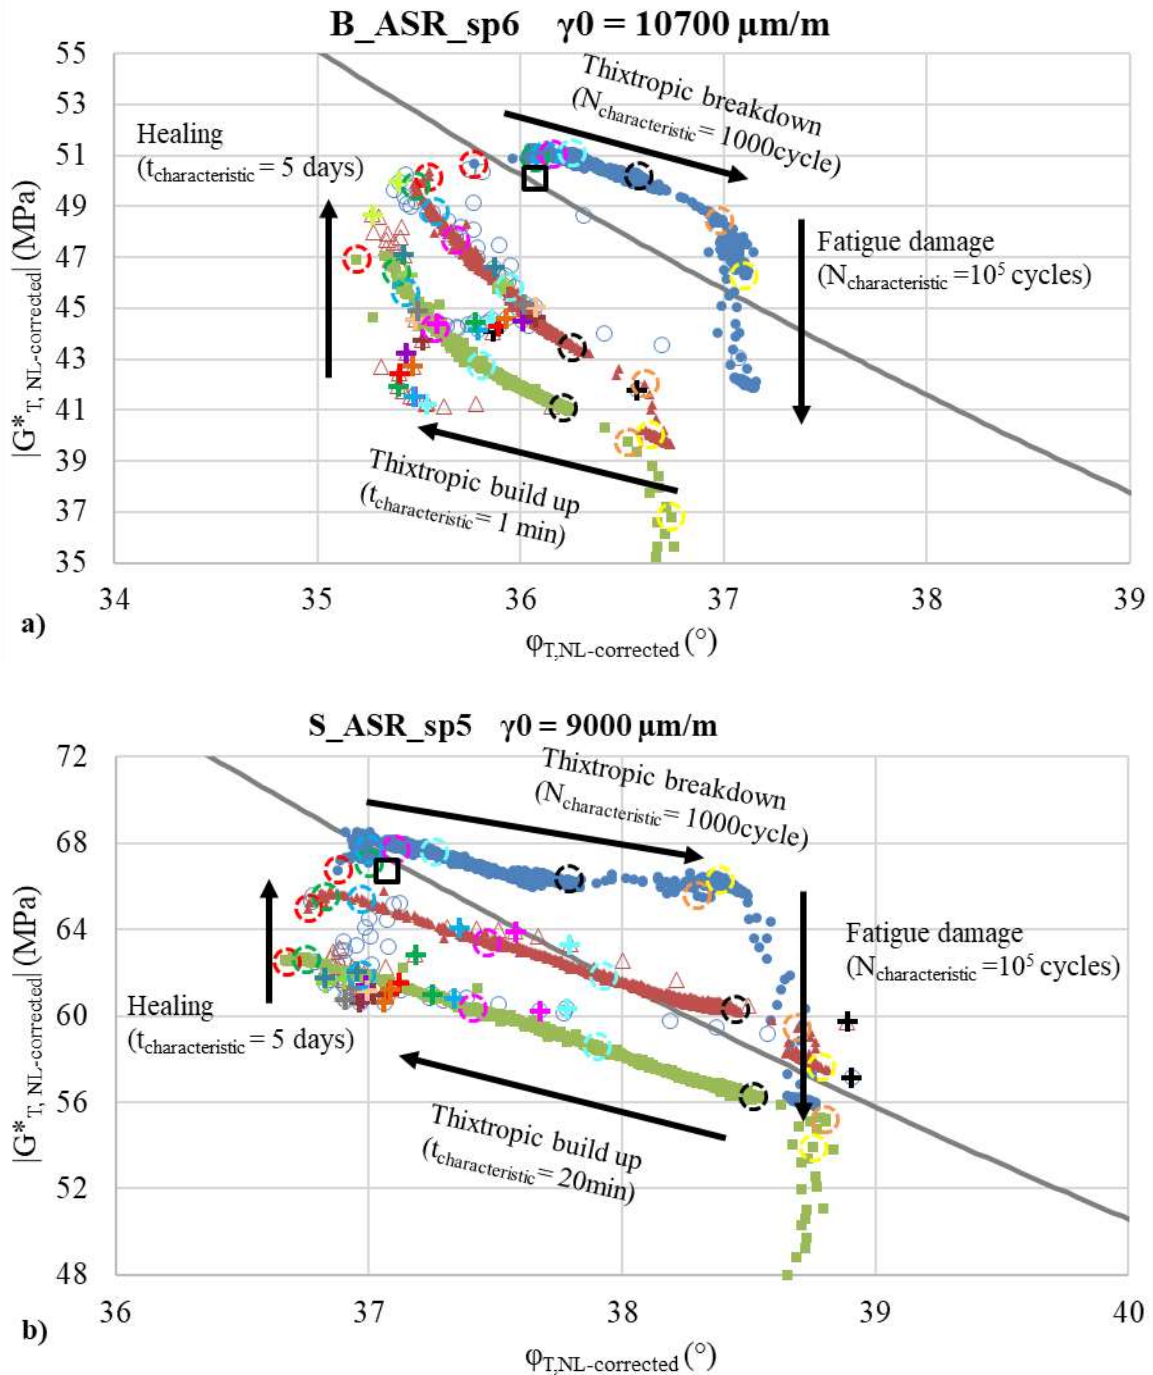 B_ASR_sp6 γ0 = 10700 μm/m
55
53
51
49
47
45
43
41
39
37
35
|G*T, NL-corrected| (MPa)
Healing
(tcharacteristic = 5 days)
Thixtropic breakdown
(Ncharacteristic = 1000cycle)
Fatigue damage
(Ncharacteristic =10⁵ cycles)
Thixtropic build up
(tcharacteristic = 1 min)
34 35 36 37 38 39
φT,NL-corrected (°)
a)
S_ASR_sp5 γ0 = 9000 μm/m
72
68
64
60
56
52
48
|G*T, NL-corrected| (MPa)
Thixtropic breakdown
(Ncharacteristic = 1000cycle)
Fatigue damage
(Ncharacteristic =10⁵ cycles)
Healing
(tcharacteristic = 5 days)
Thixtropic build up
(tcharacteristic = 20min)
36 37 38 39 40
φT,NL-corrected (°)
b)